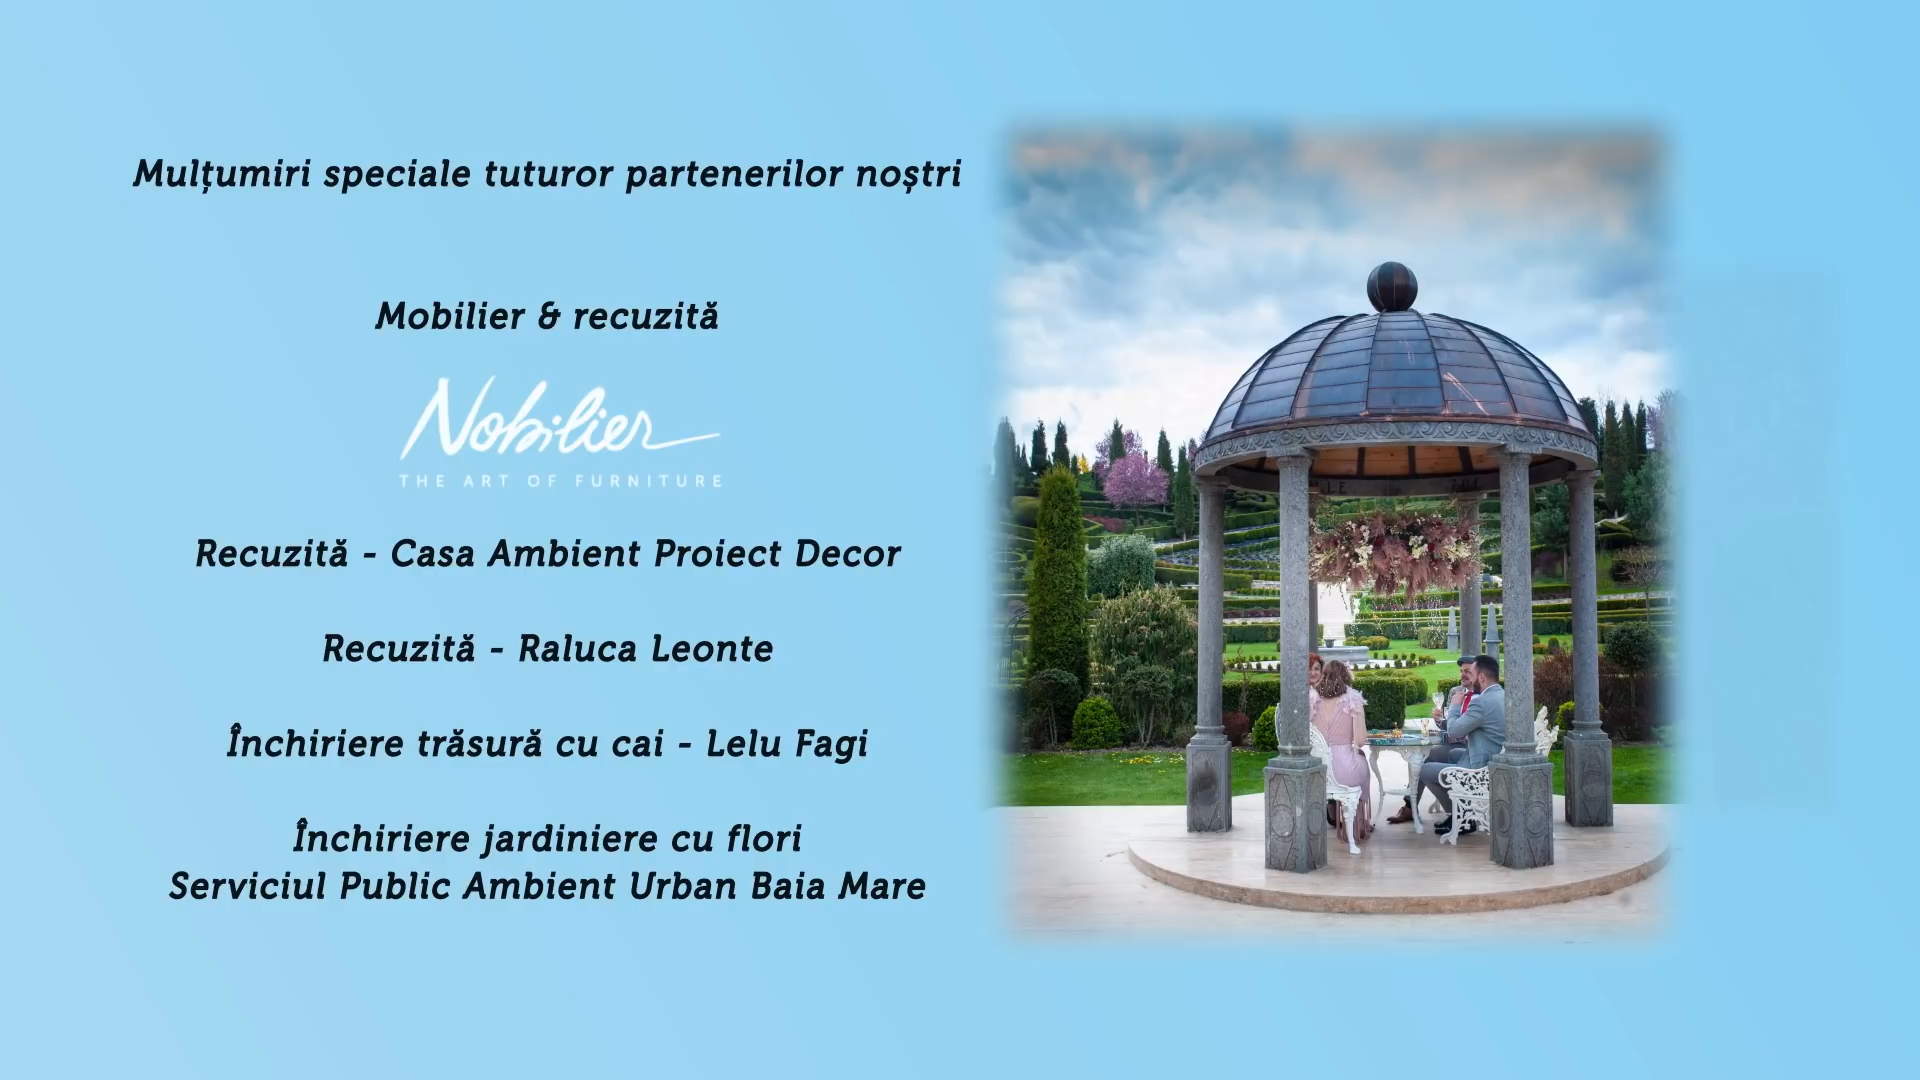 Mulțumiri speciale tuturor partenerilor noștri
Mobilier & recuzită
Nobilier
THE ART OF FURNITURE
Recuzită - Casa Ambient Proiect Decor
Recuzită - Raluca Leonte
Închiriere trăsură cu cai - Lelu Fagi
Închiriere jardiniere cu flori
Serviciul Public Ambient Urban Baia Mare